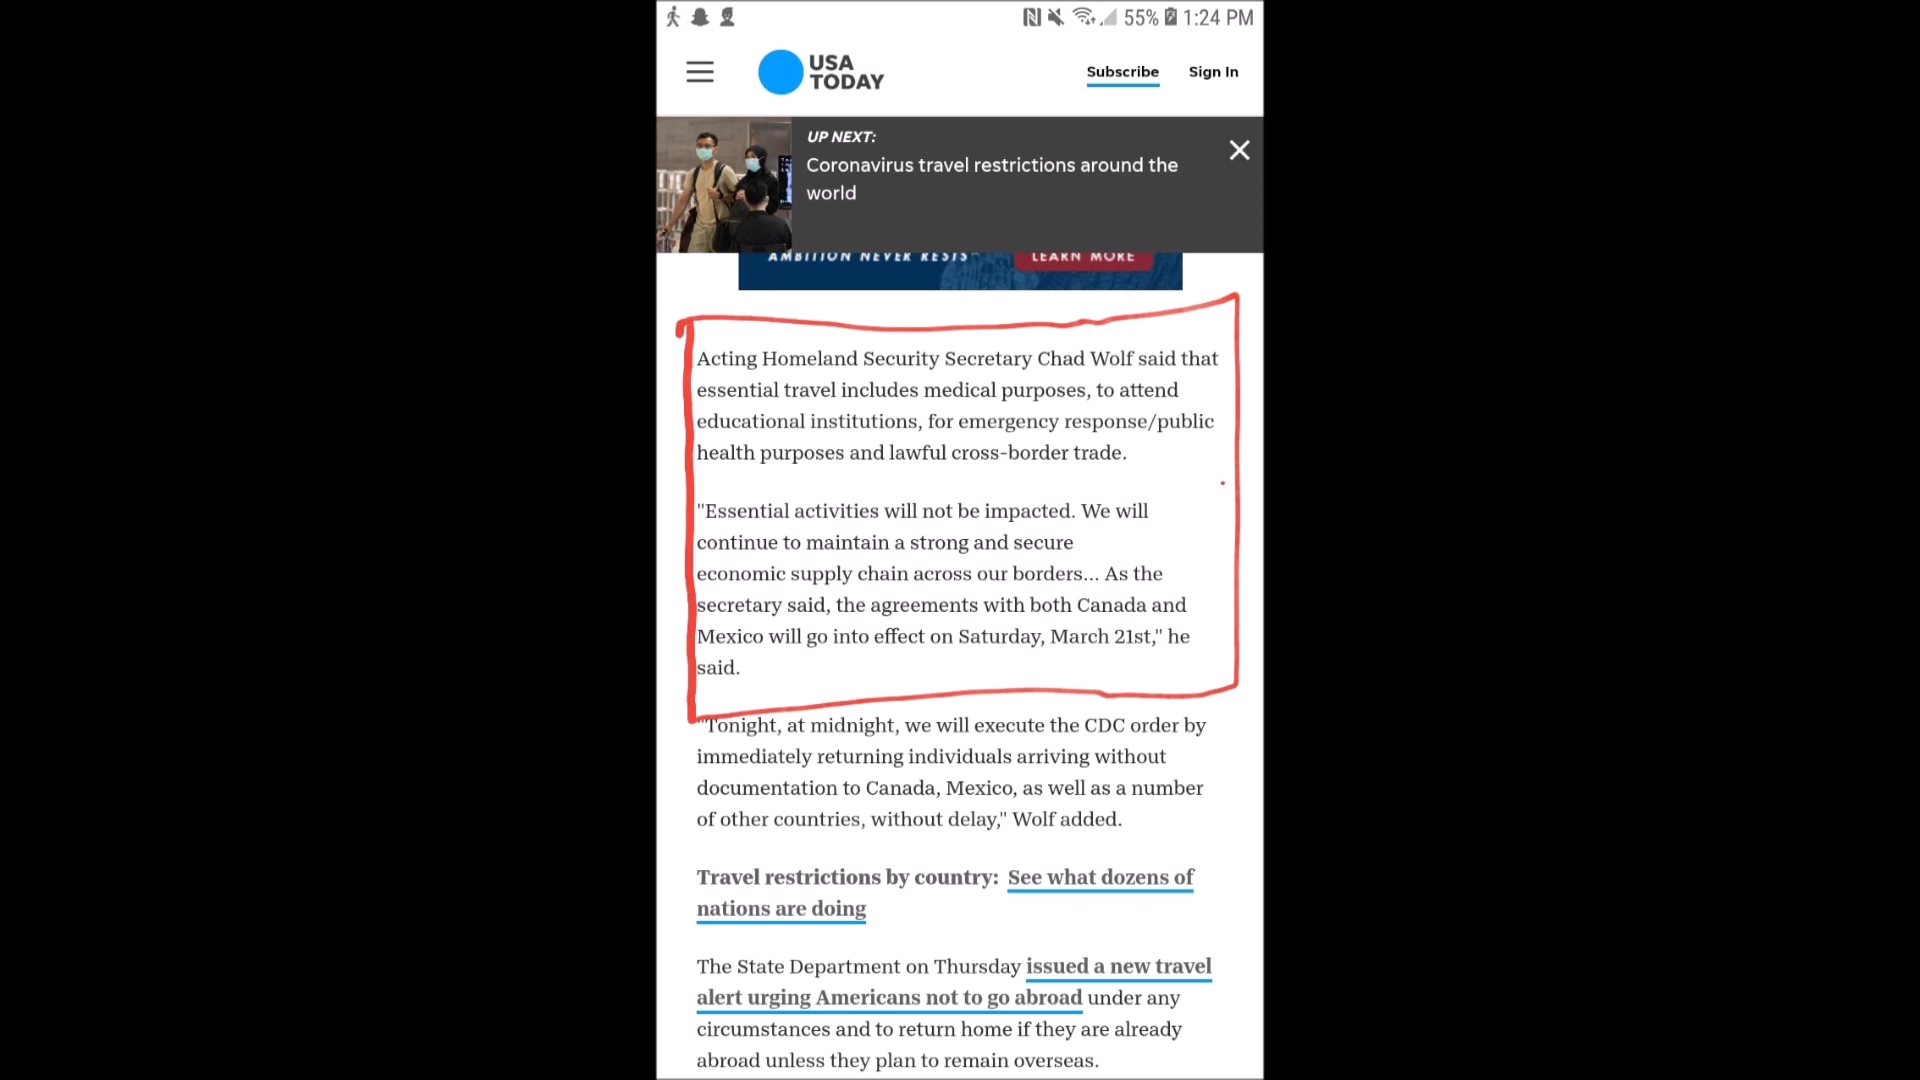 55% 1:24 PM
USA
TODAY
Subscribe Sign In
UP NEXT:
Coronavirus travel restrictions around the
world
AMBITION NEVER RESTS LEARN MORE
Acting Homeland Security Secretary Chad Wolf said that
essential travel includes medical purposes, to attend
educational institutions, for emergency response/public
health purposes and lawful cross-border trade.
"Essential activities will not be impacted. We will
continue to maintain a strong and secure
economic supply chain across our borders... As the
secretary said, the agreements with both Canada and
Mexico will go into effect on Saturday, March 21st," he
said.
"Tonight, at midnight, we will execute the CDC order by
immediately returning individuals arriving without
documentation to Canada, Mexico, as well as a number
of other countries, without delay," Wolf added.
Travel restrictions by country: See what dozens of
nations are doing
The State Department on Thursday issued a new travel
alert urging Americans not to go abroad under any
circumstances and to return home if they are already
abroad unless they plan to remain overseas.